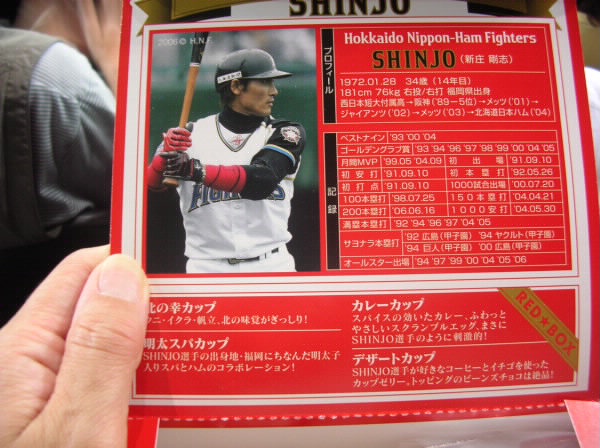 SHINJO
2006 © H.N.F.
Hokkaido Nippon-Ham Fighters
SHINJO (新庄 剛志)
プロフィール
1972.01.28 34歳 (14年目)
181cm 76kg 右投/右打 福岡県出身
西日本短大付属高→阪神('89ー5位)→メッツ('01)→
ジャイアンツ('02)→メッツ('03)→北海道日本ハム('04)
記録
ベストナイン '93 '00 '04
ゴールデングラブ賞 '93 '94 '96 '97 '98 '99 '00 '04 '05
月間MVP '99.05 '04.09 初出場 '91.09.10
初安打 '91.09.10 初本塁打 '92.05.26
初打点 '91.09.10 1000試合出場 '00.07.20
100本塁打 '98.07.25 150本塁打 '04.04.21
200本塁打 '06.06.16 1000安打 '04.05.30
満塁本塁打 '92 '94 '96 '97 '04 '05
サヨナラ本塁打 '92 広島(甲子園) '94 ヤクルト(甲子園)
'94 巨人(甲子園) '00 広島(甲子園)
オールスター出場 '94 '97 '99 '00 '04 '05 '06
北の幸カップ
ウニ・イクラ・帆立、北の味覚がぎっしり!
明太スパカップ
SHINJO選手の出身地・福岡にちなんだ明太子
入りスパとハムのコラボレーション!
カレーカップ
スパイスの効いたカレー、ふわっと
やさしいスクランブルエッグ、まさに
SHINJO選手のように刺激的!
デザートカップ
SHINJO選手が好きなコーヒーとイチゴを使った
カップゼリー。トッピングのビーンズチョコは絶品!
RED★BOX